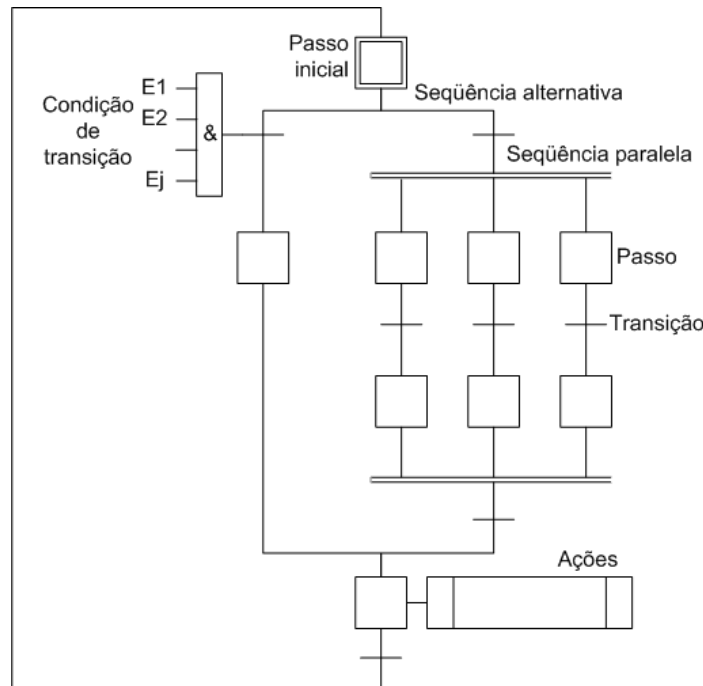 Passo
inicial
Seqüência alternativa
E1
Condição
de
transição
E2
&
Ej
Seqüência paralela
Passo
Transição
Ações